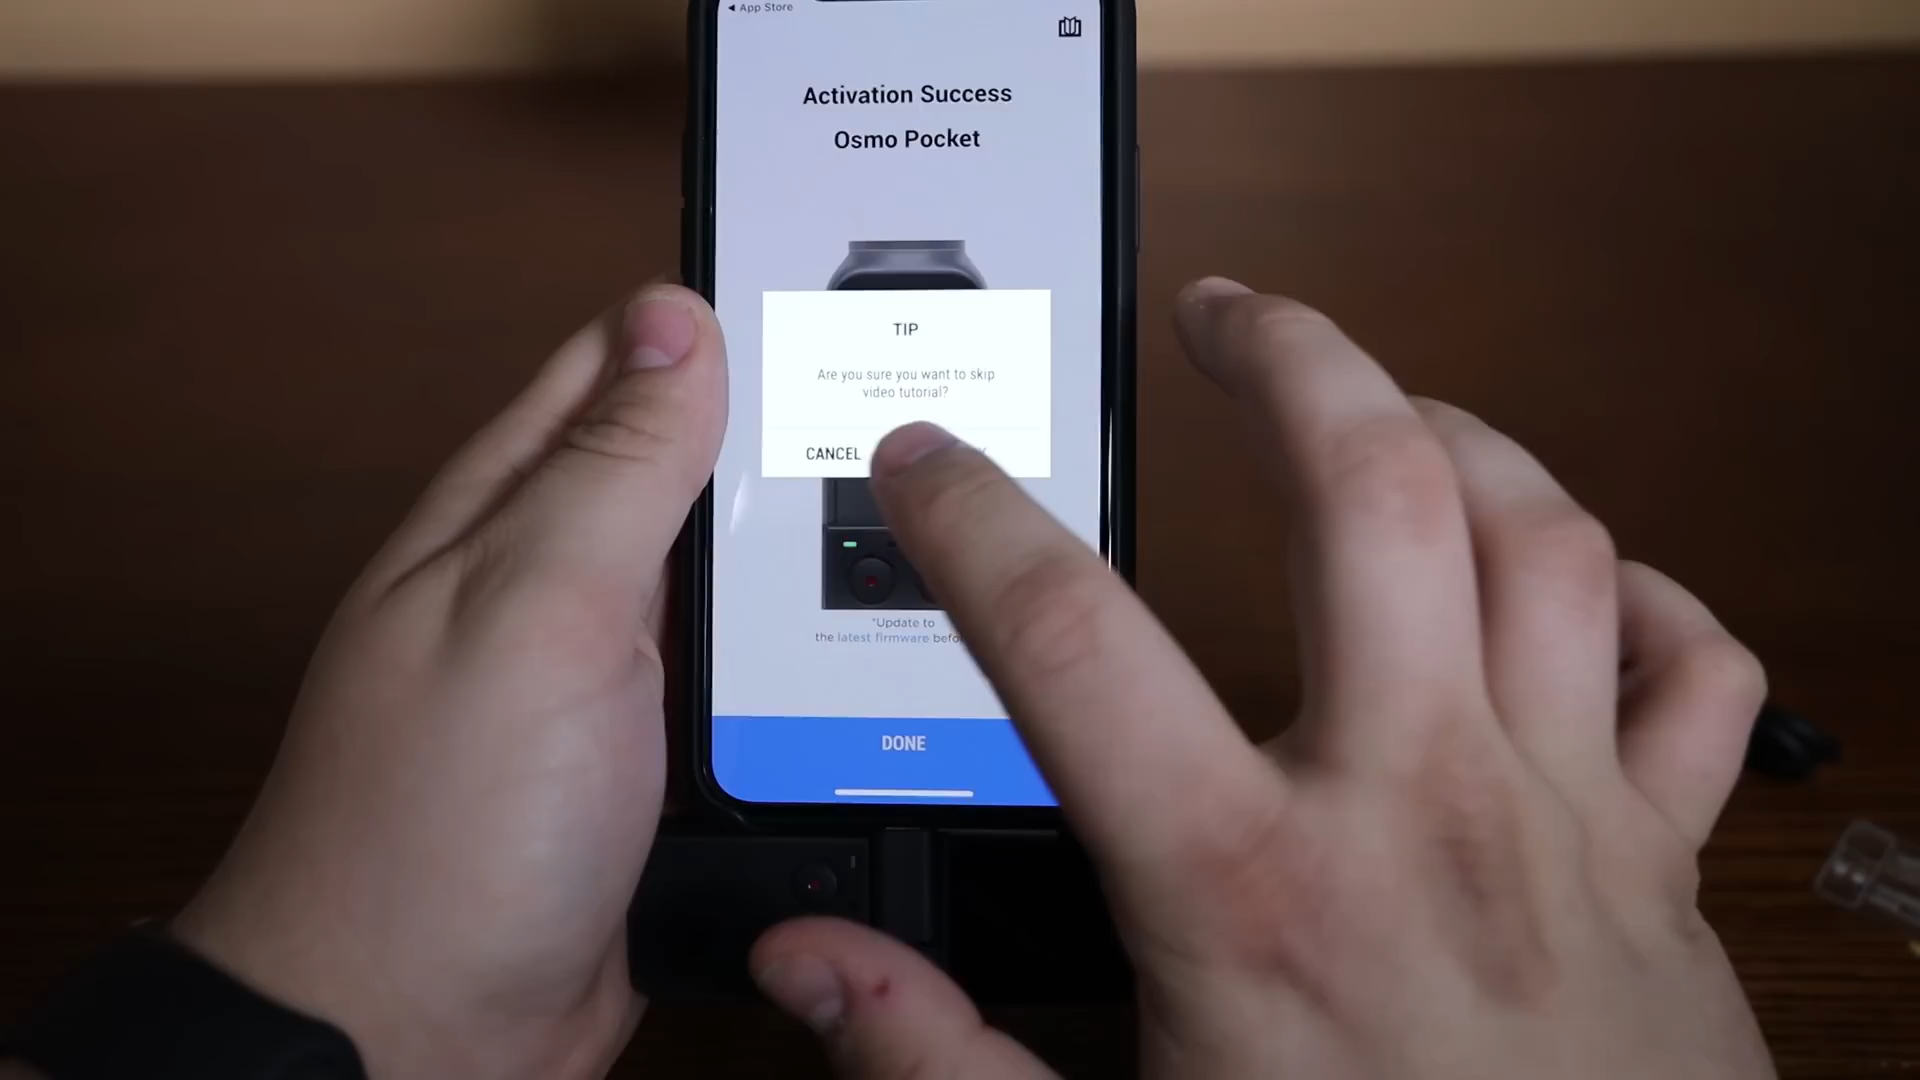 ◀ App Store
Activation Success
Osmo Pocket
TIP
Are you sure you want to skip
video tutorial?
CANCEL
*Update to
the latest firmware
DONE